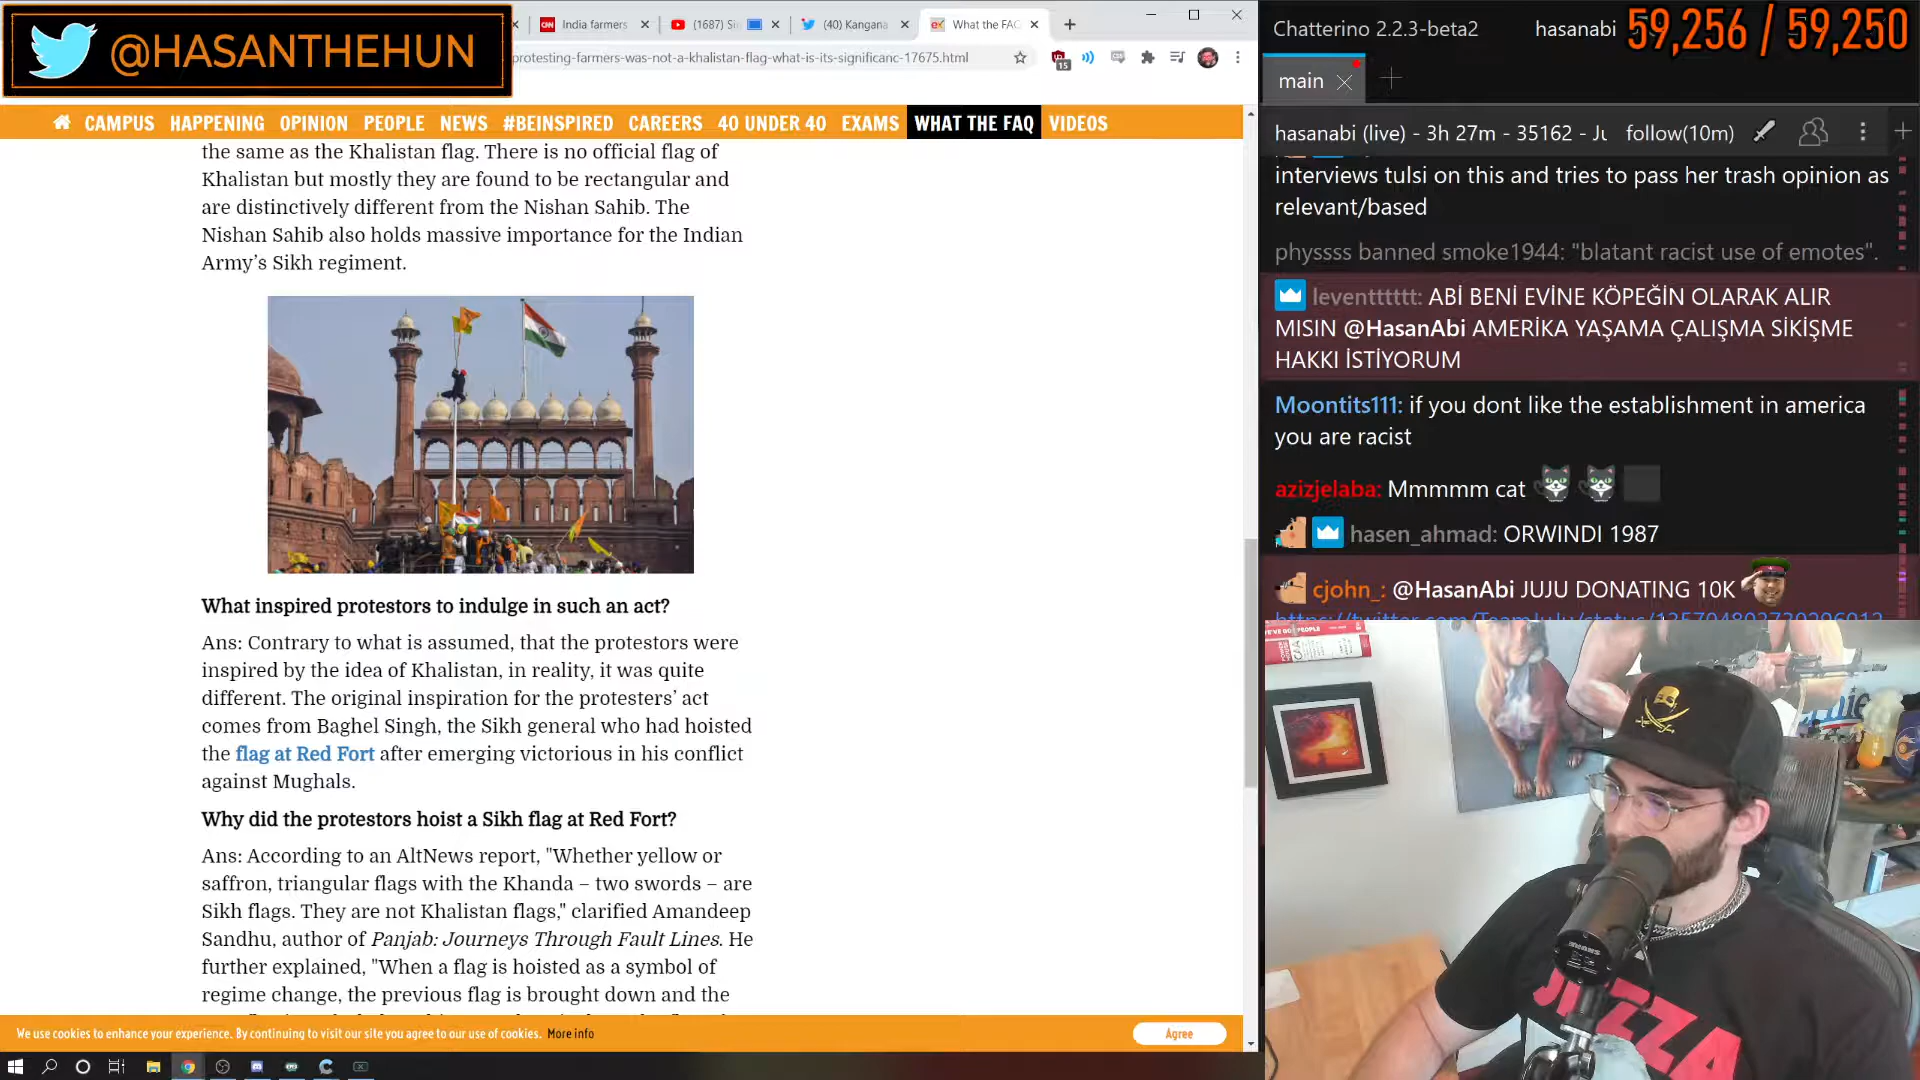 @HASANTHEHUN
India farmers
(1687) Si
(40) Kangana
What the FAQ
protesting-farmers-was-not-a-khalistan-flag-what-is-its-significanc-17675.html
15
CAMPUS HAPPENING OPINION PEOPLE NEWS #BEINSPIRED CAREERS 40 UNDER 40 EXAMS WHAT THE FAQ VIDEOS
the same as the Khalistan flag. There is no official flag of
Khalistan but mostly they are found to be rectangular and
are distinctively different from the Nishan Sahib. The
Nishan Sahib also holds massive importance for the Indian
Army’s Sikh regiment.
What inspired protestors to indulge in such an act?
Ans: Contrary to what is assumed, that the protestors were
inspired by the idea of Khalistan, in reality, it was quite
different. The original inspiration for the protesters’ act
comes from Baghel Singh, the Sikh general who had hoisted
the flag at Red Fort after emerging victorious in his conflict
against Mughals.
Why did the protestors hoist a Sikh flag at Red Fort?
Ans: According to an AltNews report, "Whether yellow or
saffron, triangular flags with the Khanda – two swords – are
Sikh flags. They are not Khalistan flags," clarified Amandeep
Sandhu, author of Panjab: Journeys Through Fault Lines. He
further explained, "When a flag is hoisted as a symbol of
regime change, the previous flag is brought down and the
We use cookies to enhance your experience. By continuing to visit our site you agree to our use of cookies. More info
Agree
Chatterino 2.2.3-beta2
hasanabi
59,256 / 59,250
main
hasanabi (live) - 3h 27m - 35162 - Ju
follow(10m)
interviews tulsi on this and tries to pass her trash opinion as
relevant/based
physsss banned smoke1944: "blatant racist use of emotes".
leventttttt: ABİ BENİ EVİNE KÖPEĞİN OLARAK ALIR
MISIN @HasanAbi AMERİKA YAŞAMA ÇALIŞMA SİKİŞME
HAKKI İSTİYORUM
Moontits111: if you dont like the establishment in america
you are racist
azizjelaba: Mmmmm cat
hasen_ahmad: ORWINDI 1987
cjohn_: @HasanAbi JUJU DONATING 10K
JUZZA